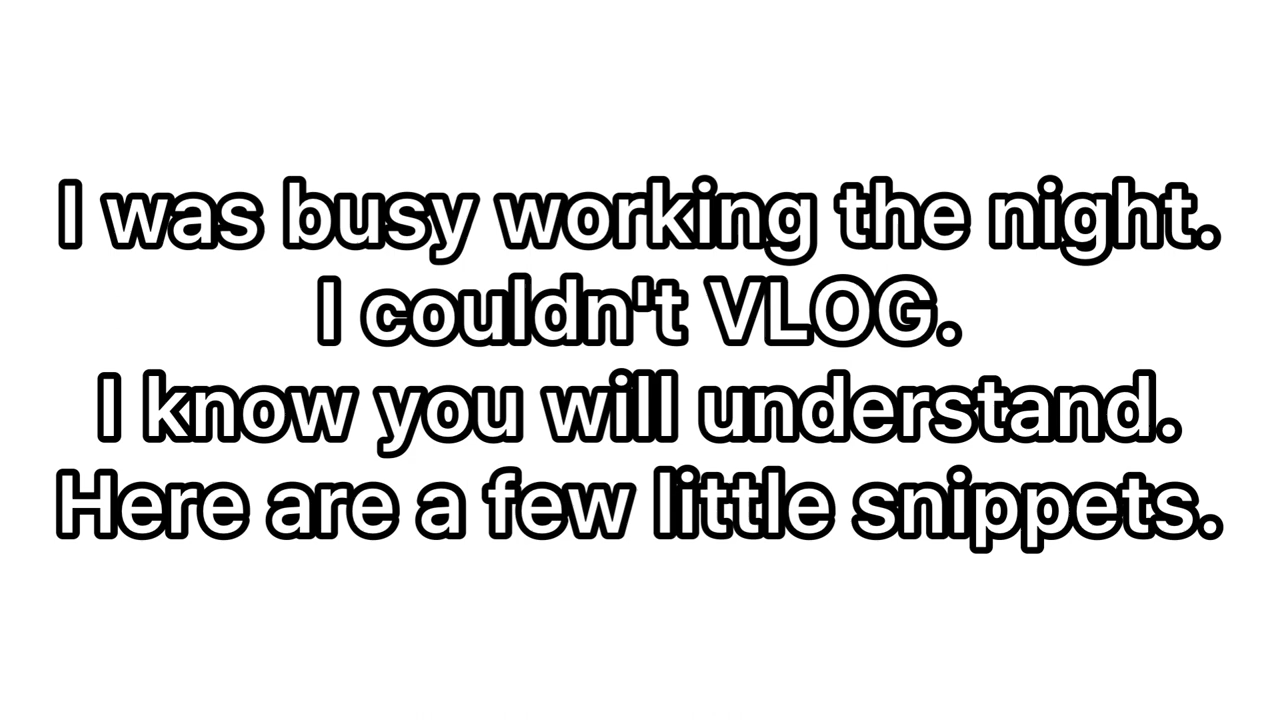 I was busy working the night.
I couldn't VLOG.
I know you will understand.
Here are a few little snippets.